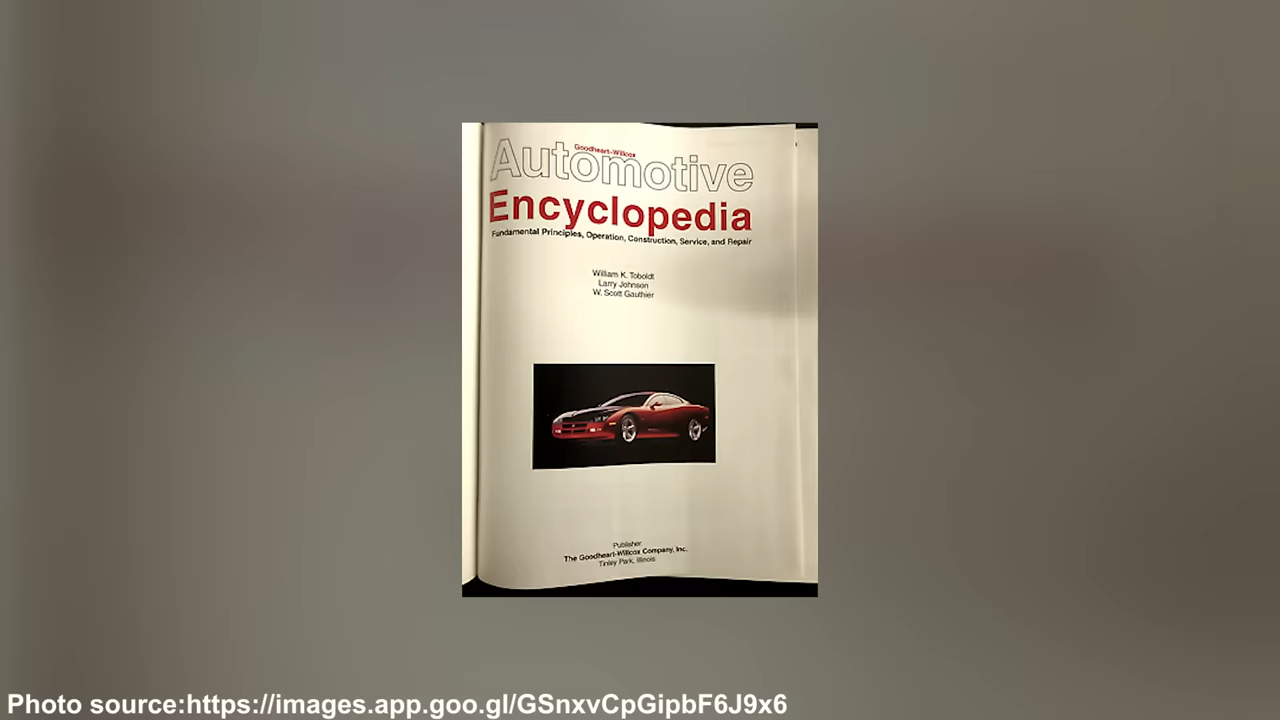 Goodheart-Willcox
Automotive
Encyclopedia
Fundamental Principles, Operation, Construction, Service, and Repair
William K. Toboldt
Larry Johnson
W. Scott Gauthier
Publisher
The Goodheart-Willcox Company, Inc.
Tinley Park, Illinois
Photo source:https://images.app.goo.gl/GSnxvCpGipbF6J9x6